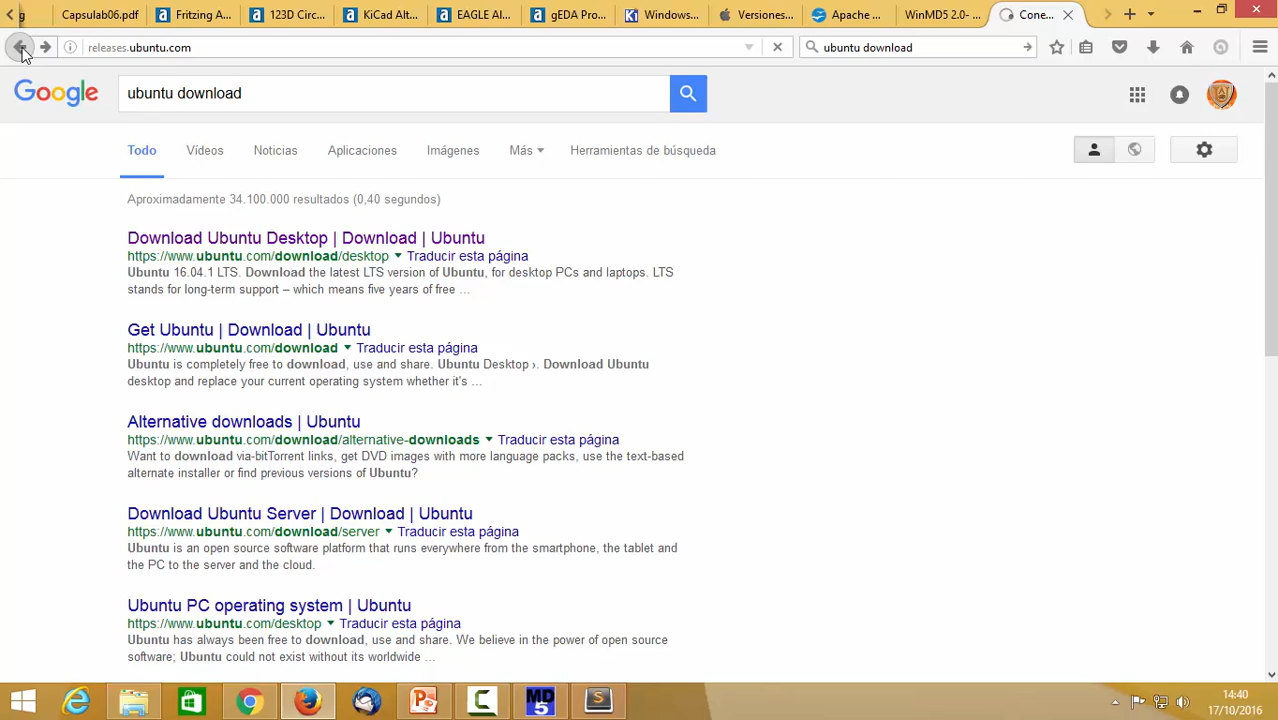 g
Capsulab06.pdf
Fritzing A...
123D Circ...
KiCad Alt...
EAGLE Al...
gEDA Pro...
Windows...
Versiones...
Apache ...
WinMD5 2.0- ...
Cone...
releases.ubuntu.com
ubuntu download
Google
ubuntu download
Todo Vídeos Noticias Aplicaciones Imágenes Más Herramientas de búsqueda
Aproximadamente 34.100.000 resultados (0,40 segundos)
Download Ubuntu Desktop | Download | Ubuntu
https://www.ubuntu.com/download/desktop Traducir esta página
Ubuntu 16.04.1 LTS. Download the latest LTS version of Ubuntu, for desktop PCs and laptops. LTS
stands for long-term support – which means five years of free ...
Get Ubuntu | Download | Ubuntu
https://www.ubuntu.com/download Traducir esta página
Ubuntu is completely free to download, use and share. Ubuntu Desktop ›. Download Ubuntu
desktop and replace your current operating system whether it's ...
Alternative downloads | Ubuntu
https://www.ubuntu.com/download/alternative-downloads Traducir esta página
Want to download via-bitTorrent links, get DVD images with more language packs, use the text-based
alternate installer or find previous versions of Ubuntu?
Download Ubuntu Server | Download | Ubuntu
https://www.ubuntu.com/download/server Traducir esta página
Ubuntu is an open source software platform that runs everywhere from the smartphone, the tablet and
the PC to the server and the cloud.
Ubuntu PC operating system | Ubuntu
https://www.ubuntu.com/desktop Traducir esta página
Ubuntu has always been free to download, use and share. We believe in the power of open source
software; Ubuntu could not exist without its worldwide ...
MD
5
14:40
17/10/2016